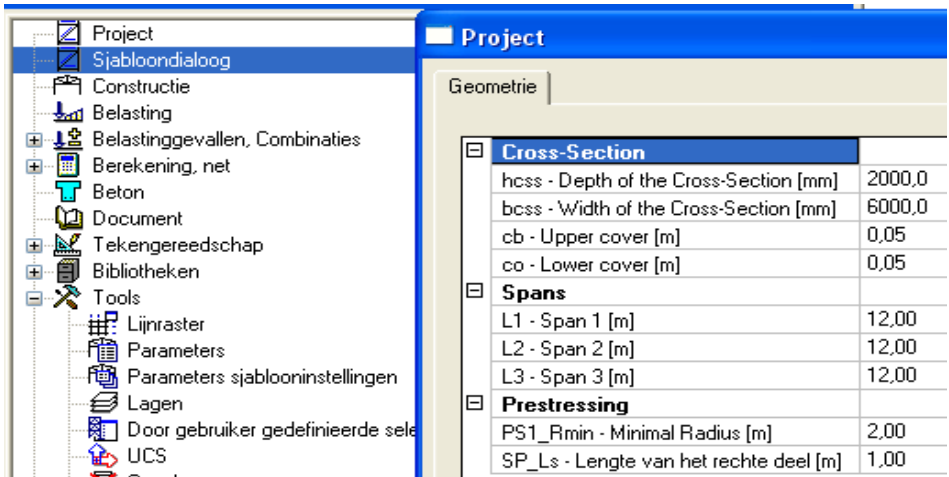 Project
Sjabloondialoog
Constructie
Belasting
Belastinggevallen, Combinaties
Berekening, net
Beton
Document
Tekengereedschap
Bibliotheken
Tools
Lijnraster
Parameters
Parameters sjablooninstellingen
Lagen
Door gebruiker gedefinieerde sele
UCS
Project
Geometrie
Cross-Section
hcss - Depth of the Cross-Section [mm] 2000,0
bcss - Width of the Cross-Section [mm] 6000,0
cb - Upper cover [m] 0,05
co - Lower cover [m] 0,05
Spans
L1 - Span 1 [m] 12,00
L2 - Span 2 [m] 12,00
L3 - Span 3 [m] 12,00
Prestressing
PS1_Rmin - Minimal Radius [m] 2,00
SP_Ls - Lengte van het rechte deel [m] 1,00